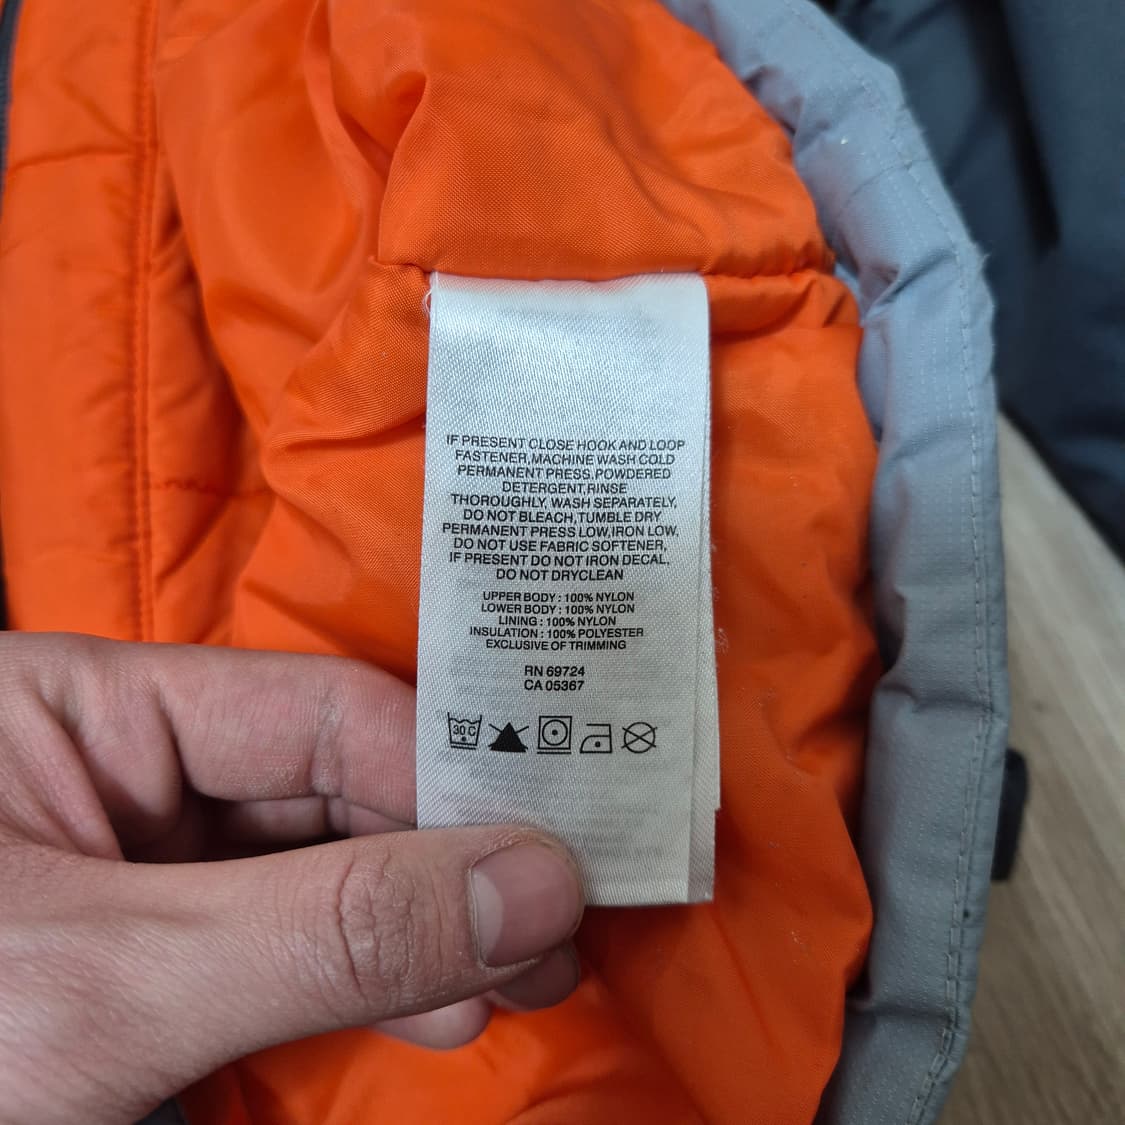 IF PRESENT CLOSE HOOK AND LOOP
FASTENER, MACHINE WASH COLD
PERMANENT PRESS, POWDERED
DETERGENT, RINSE
THOROUGHLY, WASH SEPARATELY,
DO NOT BLEACH, TUMBLE DRY
PERMANENT PRESS LOW, IRON LOW,
DO NOT USE FABRIC SOFTENER,
IF PRESENT DO NOT IRON DECAL,
DO NOT DRYCLEAN
UPPER BODY : 100% NYLON
LOWER BODY : 100% NYLON
LINING : 100% NYLON
INSULATION : 100% POLYESTER
EXCLUSIVE OF TRIMMING
RN 69724
CA 05367
30 C